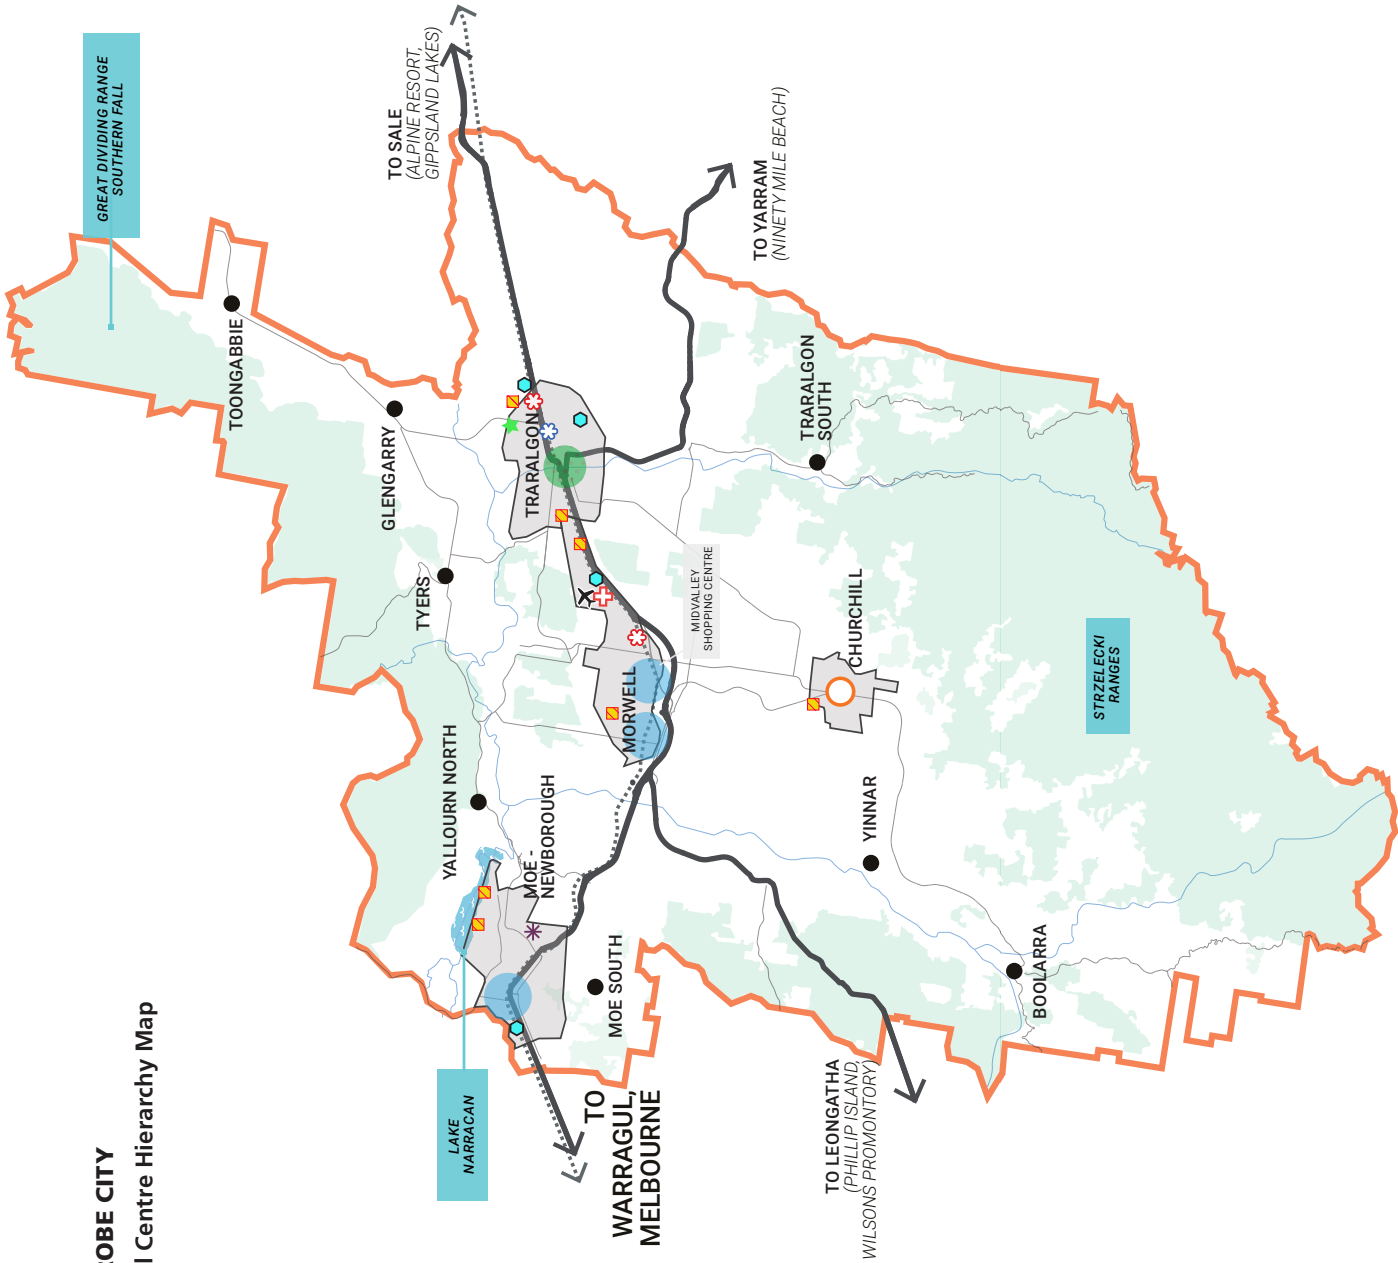 OBE CITY
l Centre Hierarchy Map
GREAT DIVIDING RANGE
SOUTHERN FALL
TO SALE
(ALPINE RESORT,
GIPPSLAND LAKES)
TO YARRAM
(NINETY MILE BEACH)
TOONGABBIE
GLENGARRY
TRARALGON
TRARALGON
SOUTH
TYERS
MIDVALLEY
SHOPPING CENTRE
CHURCHILL
MORWELL
STRZELECKI
RANGES
YALLOURN NORTH
MOE -
NEWBOROUGH
YINNAR
MOE SOUTH
BOOLARRA
LAKE
NARRACAN
TO
WARRAGUL,
MELBOURNE
TO LEONGATHA
(PHILLIP ISLAND,
WILSONS PROMONTORY)